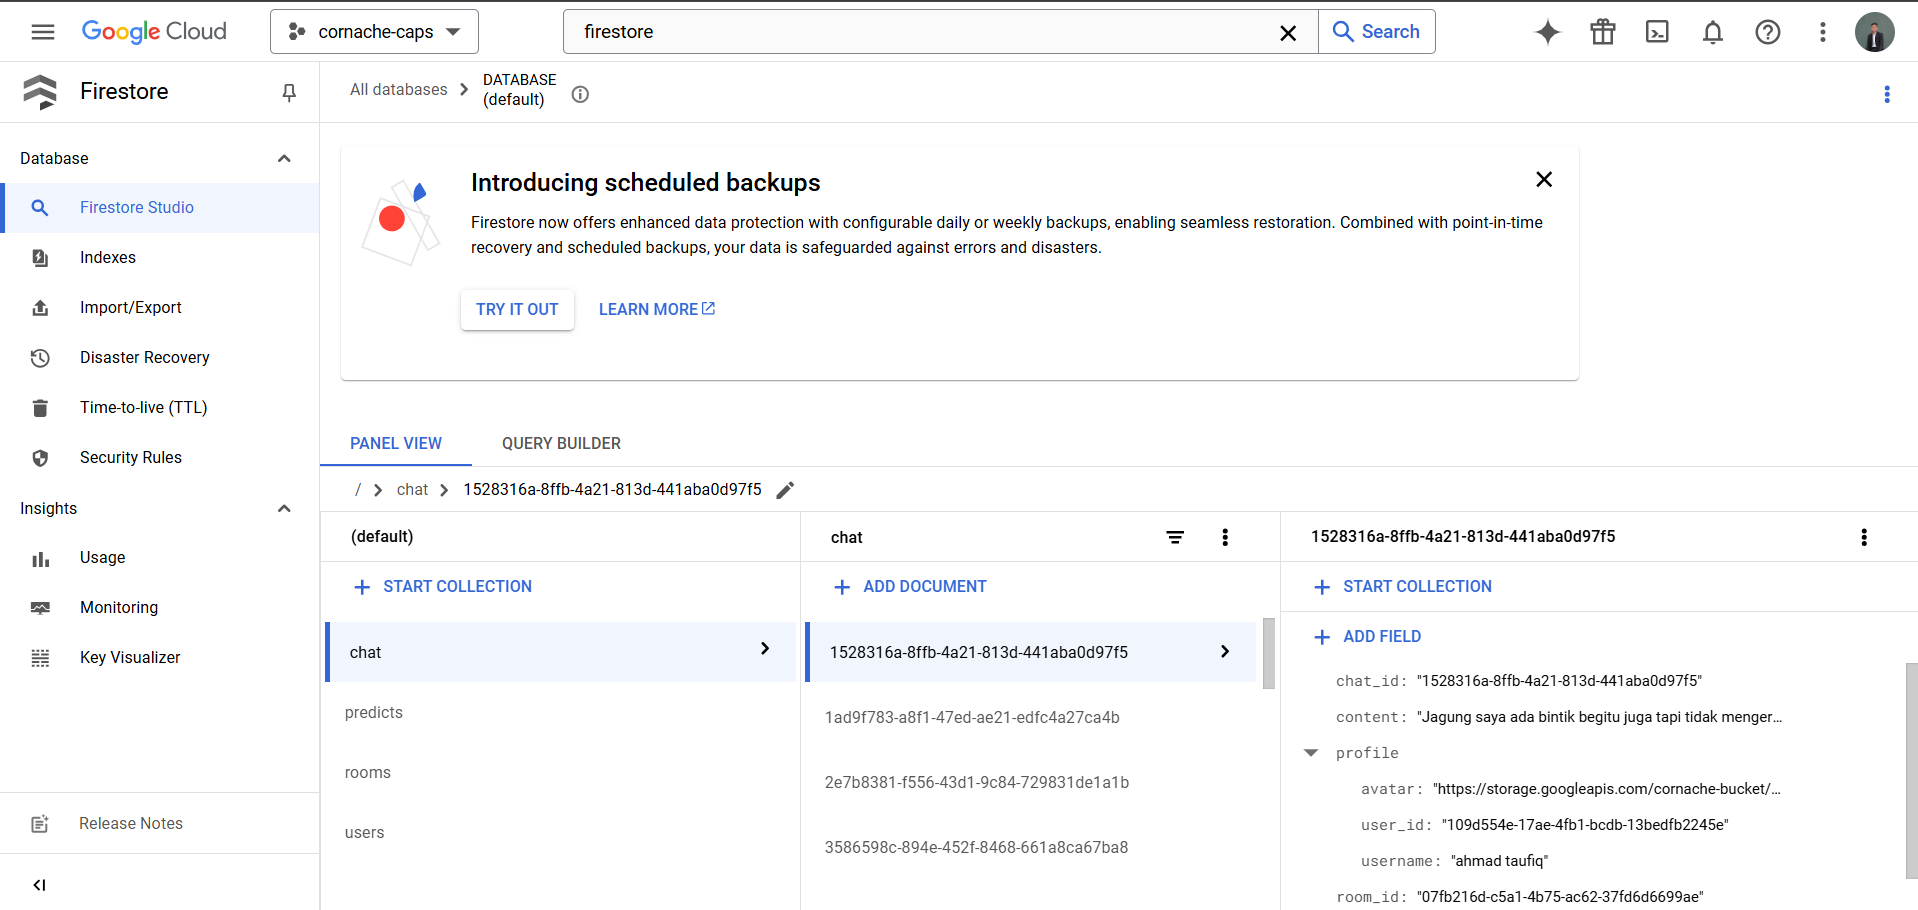 Google Cloud
cornache-caps
firestore
Search
Firestore
All databases
DATABASE
(default)
Database
Firestore Studio
Indexes
Import/Export
Disaster Recovery
Time-to-live (TTL)
Security Rules
Insights
Usage
Monitoring
Key Visualizer
Release Notes
Introducing scheduled backups
Firestore now offers enhanced data protection with configurable daily or weekly backups, enabling seamless restoration. Combined with point-in-time
recovery and scheduled backups, your data is safeguarded against errors and disasters.
TRY IT OUT
LEARN MORE
PANEL VIEW
QUERY BUILDER
/ chat 1528316a-8ffb-4a21-813d-441aba0d97f5
(default)
START COLLECTION
chat
predicts
rooms
users
chat
ADD DOCUMENT
1528316a-8ffb-4a21-813d-441aba0d97f5
1ad9f783-a8f1-47ed-ae21-edfc4a27ca4b
2e7b8381-f556-43d1-9c84-729831de1a1b
3586598c-894e-452f-8468-661a8ca67ba8
1528316a-8ffb-4a21-813d-441aba0d97f5
START COLLECTION
ADD FIELD
chat_id: "1528316a-8ffb-4a21-813d-441aba0d97f5"
content: "Jagung saya ada bintik begitu juga tapi tidak menger...
profile
avatar: "https://storage.googleapis.com/cornache-bucket/...
user_id: "109d554e-17ae-4fb1-bcdb-13bedfb2245e"
username: "ahmad taufiq"
room_id: "07fb216d-c5a1-4b75-ac62-37fd6d6699ae"